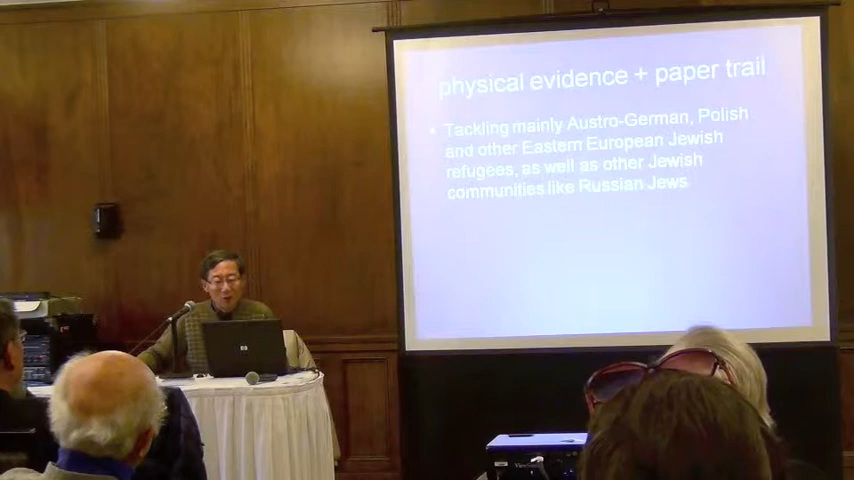 physical evidence + paper trail
• Tackling mainly Austro-German, Polish
and other Eastern European Jewish
refugees, as well as other Jewish
communities like Russian Jews
ViewSonic